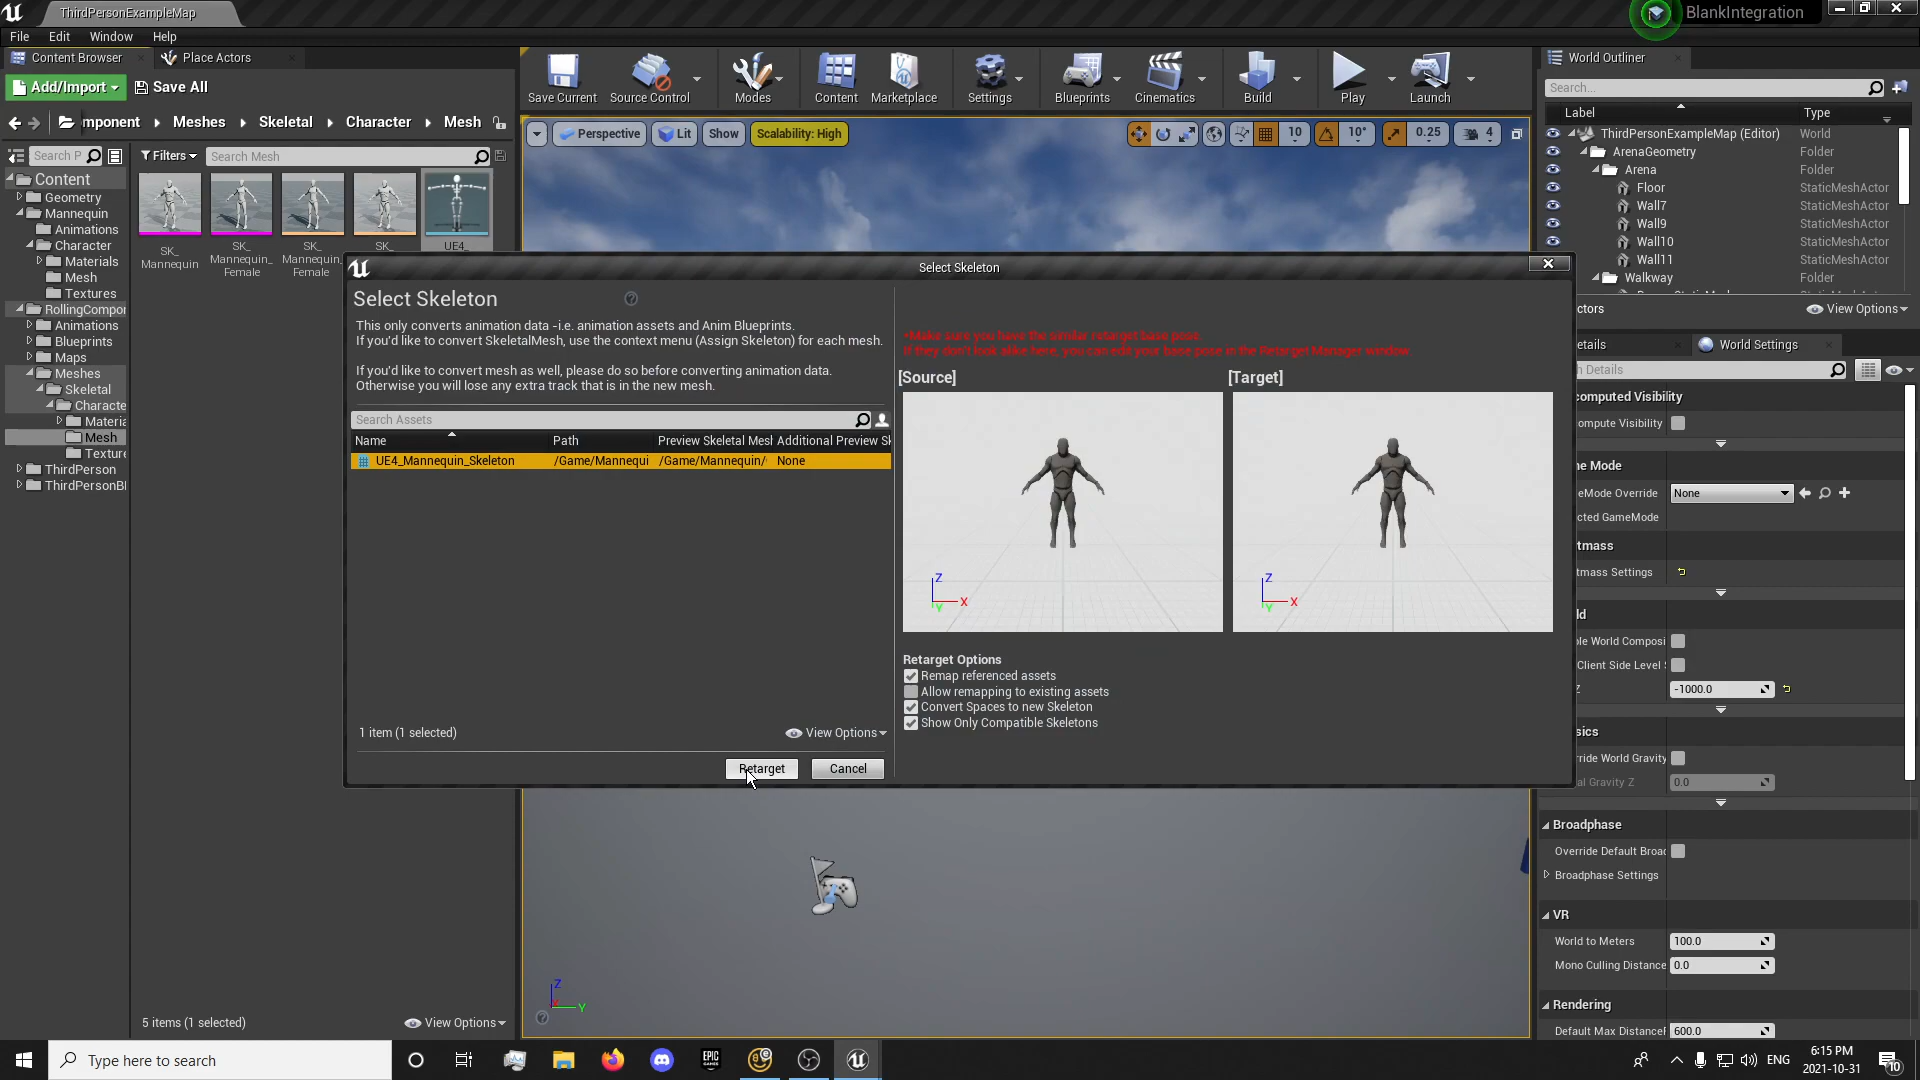 ThirdPersonExampleMap
BlankIntegration
File Edit Window Help
Content Browser
Place Actors
Add/Import
Save All
mponent Meshes Skeletal Character Mesh
Search P
Filters
Search Mesh
Content
Geometry
Mannequin
Animations
Character
Materials
Mesh
Textures
RollingCompor
Animations
Blueprints
Maps
Meshes
Skeletal
Characte
Materia
Mesh
Texture
ThirdPerson
ThirdPersonBl
SK_
Mannequin
SK_
Mannequin_
Female
SK_
Mannequin_
Female
SK_
UE4_
5 items (1 selected)
View Options
Save Current
Source Control
Modes
Content
Marketplace
Settings
Blueprints
Cinematics
Build
Play
Launch
Perspective
Lit
Show
Scalability: High
10
10°
0.25
4
Select Skeleton
Select Skeleton
This only converts animation data -i.e. animation assets and Anim Blueprints.
If you'd like to convert SkeletalMesh, use the context menu (Assign Skeleton) for each mesh.
If you'd like to convert mesh as well, please do so before converting animation data.
Otherwise you will lose any extra track that is in the new mesh.
Search Assets
Name Path Preview Skeletal Mesh Additional Preview Sk
UE4_Mannequin_Skeleton /Game/Mannequi /Game/Mannequin/ None
1 item (1 selected)
View Options
Retarget
Cancel
*Make sure you have the similar retarget base pose.
If they don't look alike here, you can edit your base pose in the Retarget Manager window.
[Source]
[Target]
Z
X
Y
Z
X
Y
Retarget Options
Remap referenced assets
Allow remapping to existing assets
Convert Spaces to new Skeleton
Show Only Compatible Skeletons
Z
Y
World Outliner
Search...
Label Type
ThirdPersonExampleMap (Editor) World
ArenaGeometry Folder
Arena Folder
Floor StaticMeshActor
Wall7 StaticMeshActor
Wall9 StaticMeshActor
Wall10 StaticMeshActor
Wall11 StaticMeshActor
Walkway Folder
ctors
View Options
etails
World Settings
h Details
computed Visibility
compute Visibility
me Mode
eMode Override None
cted GameMode
tmass
tmass Settings
ld
le World Composi
Client Side Level S
Z -1000.0
sics
rride World Gravity
al Gravity Z 0.0
Broadphase
Override Default Broac
Broadphase Settings
VR
World to Meters 100.0
Mono Culling Distance 0.0
Rendering
Default Max DistanceF 600.0
Type here to search
EPIC
GAMES
ENG
6:15 PM
2021-10-31
10